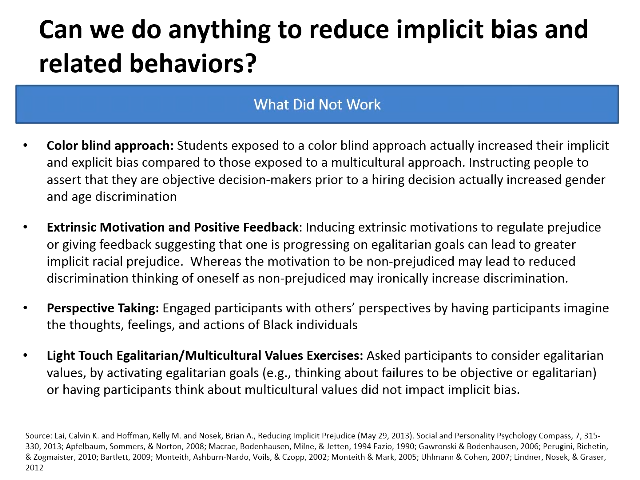 Can we do anything to reduce implicit bias and
related behaviors?
What Did Not Work
• Color blind approach: Students exposed to a color blind approach actually increased their implicit
and explicit bias compared to those exposed to a multicultural approach. Instructing people to
assert that they are objective decision-makers prior to a hiring decision actually increased gender
and age discrimination
• Extrinsic Motivation and Positive Feedback: Inducing extrinsic motivations to regulate prejudice
or giving feedback suggesting that one is progressing on egalitarian goals can lead to greater
implicit racial prejudice. Whereas the motivation to be non-prejudiced may lead to reduced
discrimination thinking of oneself as non-prejudiced may ironically increase discrimination.
• Perspective Taking: Engaged participants with others' perspectives by having participants imagine
the thoughts, feelings, and actions of Black individuals
• Light Touch Egalitarian/Multicultural Values Exercises: Asked participants to consider egalitarian
values, by activating egalitarian goals (e.g., thinking about failures to be objective or egalitarian)
or having participants think about multicultural values did not impact implicit bias.
Source: Lai, Calvin K. and Hoffman, Kelly M. and Nosek, Brian A., Reducing Implicit Prejudice (May 29, 2013). Social and Personality Psychology Compass, 7, 315-
330, 2013; Apfelbaum, Sommers, & Norton, 2008; Macrae, Bodenhausen, Milne, & Jetten, 1994 Fazio, 1990; Gawronski & Bodenhausen, 2006; Perugini, Richetin,
& Zogmaister, 2010; Bartlett, 2009; Monteith, Ashburn-Nardo, Voils, & Czopp, 2002; Monteith & Mark, 2005; Uhlmann & Cohen, 2007; Lindner, Nosek, & Graser,
2012